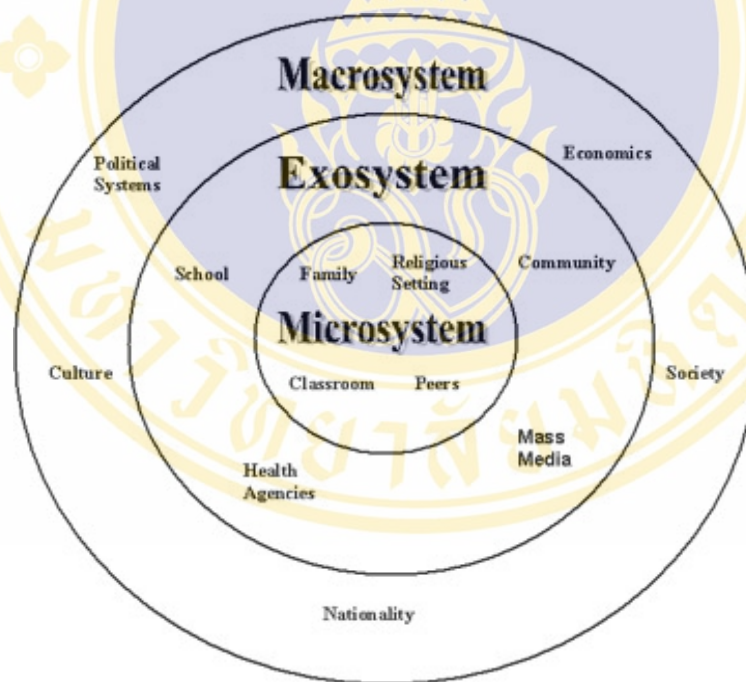 Macrosystem
Political
Systems
Economics
Exosystem
School
Community
Family
Religious
Setting
Microsystem
Classroom
Peers
Culture
Society
Mass
Media
Health
Agencies
Nationality